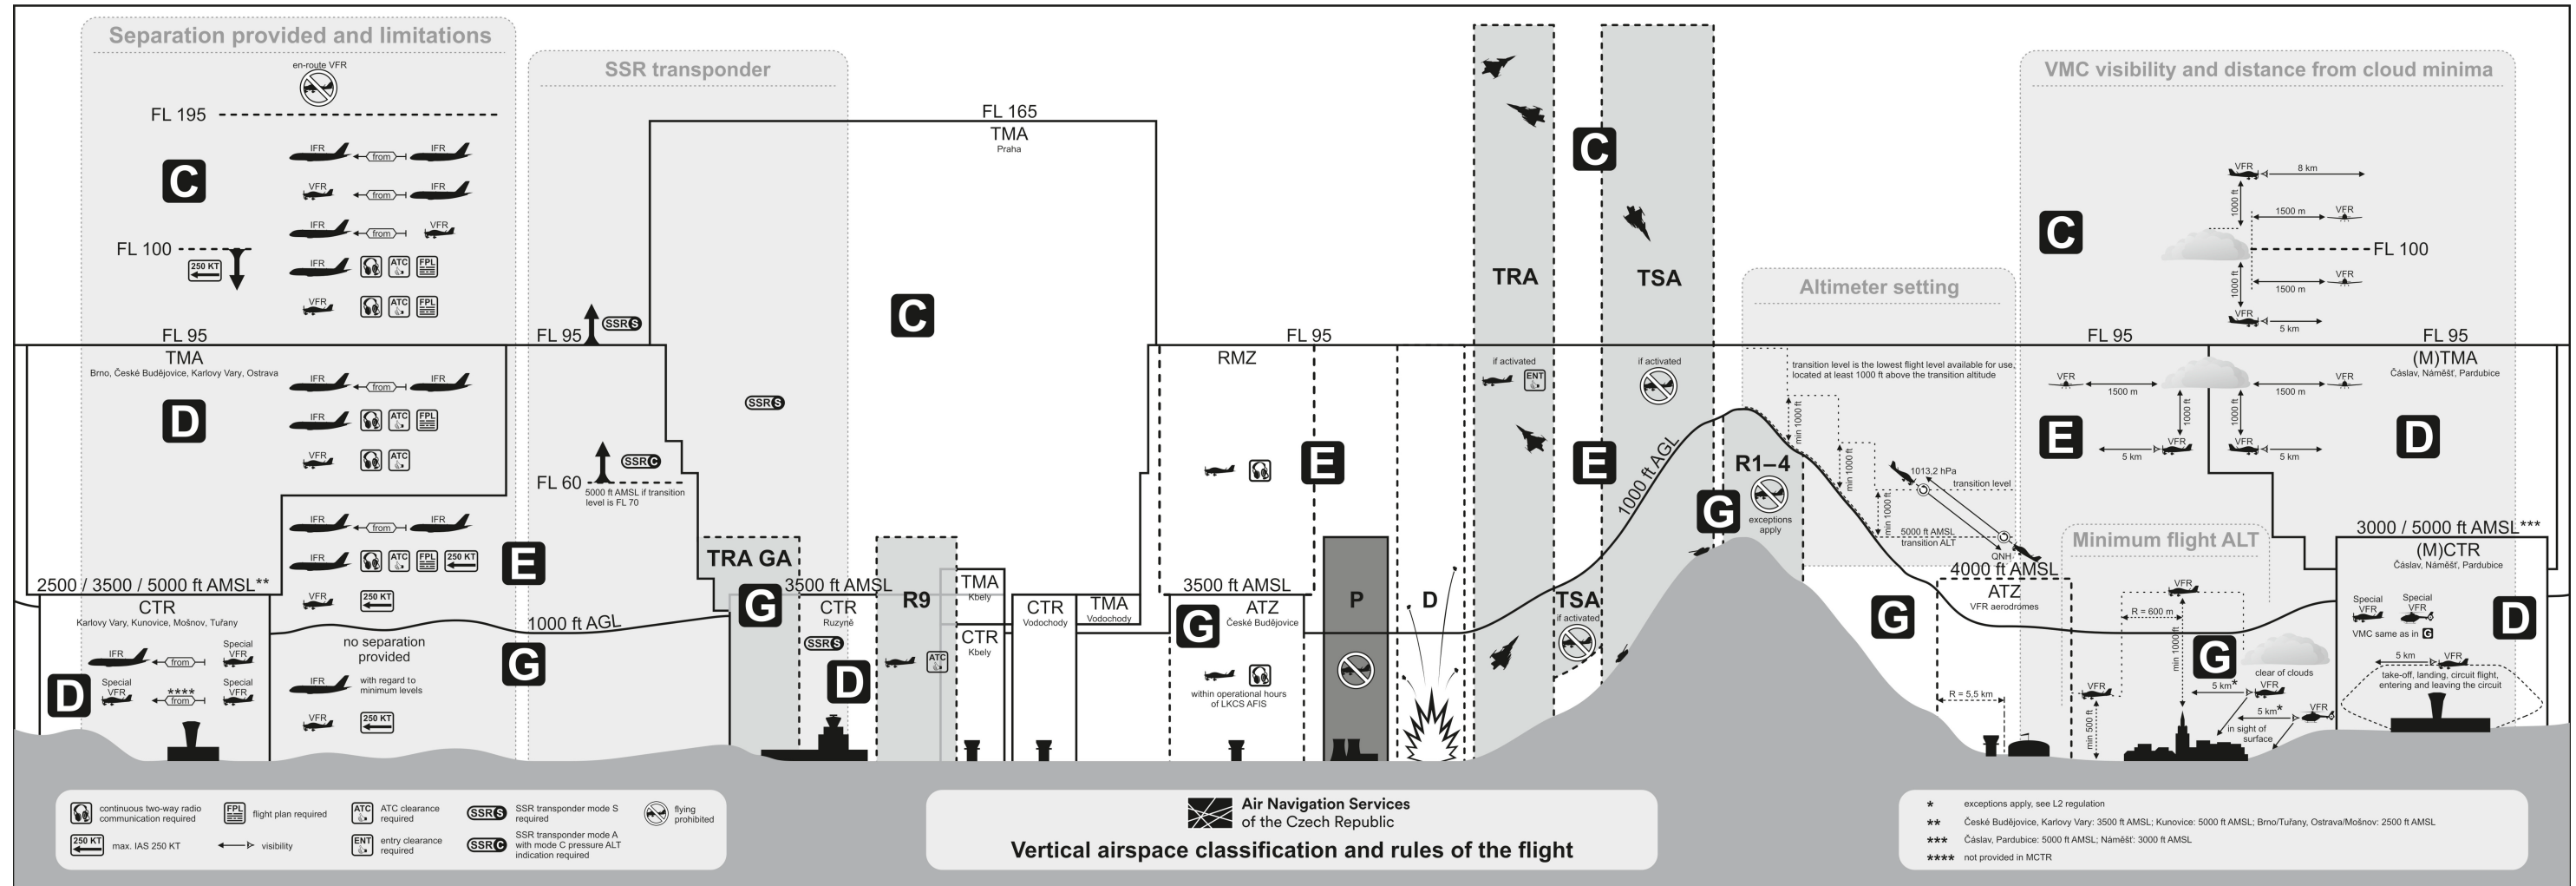 Separation provided and limitations
en-route VFR
FL 195
C
IFR from IFR
VFR from IFR
IFR from VFR
FL 100
250 KT
IFR ATC FPL
VFR ATC FPL
FL 95
TMA
Brno, České Budějovice, Karlovy Vary, Ostrava
D
IFR from IFR
IFR ATC FPL
VFR ATC
IFR from IFR
IFR ATC FPL 250 KT
VFR 250 KT
E
2500 / 3500 / 5000 ft AMSL**
CTR
Karlovy Vary, Kunovice, Mošnov, Tuřany
IFR from Special VFR
Special VFR **** from Special VFR
D
no separation
provided
IFR
with regard to
minimum levels
VFR 250 KT
1000 ft AGL
G
SSR transponder
FL 95
SSR S
SSR S
SSR C
FL 60
5000 ft AMSL if transition
level is FL 70
FL 165
TMA
Praha
C
TRA GA
G
3500 ft AMSL
CTR
Ruzyně
SSR S
D
R9
ATC
TMA
Kbely
CTR
Kbely
CTR
Vodochody
TMA
Vodochody
FL 95
RMZ
E
3500 ft AMSL
G
ATZ
České Budějovice
within operational hours
of LKCS AFIS
P
D
C
TRA
TSA
if activated
ENT
if activated
E
1000 ft AGL
TSA
if activated
G
R1–4
exceptions
apply
Altimeter setting
transition level is the lowest flight level available for use,
located at least 1000 ft above the transition altitude
min 1000 ft
min 1000 ft
min 1000 ft
1013,2 hPa
transition level
5000 ft AMSL
transition ALT
QNH
4000 ft AMSL
ATZ
VFR aerodromes
G
R = 5,5 km
VMC visibility and distance from cloud minima
C
VFR 8 km
1000 ft
1500 m VFR
FL 100
1000 ft
1500 m VFR
VFR 5 km
FL 95
FL 95
(M)TMA
Čáslav, Náměšť, Pardubice
VFR 1500 m
1500 m VFR
1000 ft
1000 ft
E
D
VFR 5 km
VFR 5 km
Minimum flight ALT
VFR
R = 600 m
min 1000 ft
VFR
min 500 ft
G
clear of clouds
5 km* VFR
5 km* VFR
in sight of
surface
3000 / 5000 ft AMSL***
(M)CTR
Čáslav, Náměšť, Pardubice
Special VFR
Special VFR
VMC same as in G
D
5 km VFR
take-off, landing, circuit flight,
entering and leaving the circuit
continuous two-way radio
communication required
FPL flight plan required
ATC ATC clearance
required
SSR S SSR transponder mode S
required
flying
prohibited
250 KT max. IAS 250 KT
visibility
ENT entry clearance
required
SSR C SSR transponder mode A
with mode C pressure ALT
indication required
Air Navigation Services
of the Czech Republic
Vertical airspace classification and rules of the flight
* exceptions apply, see L2 regulation
** České Budějovice, Karlovy Vary: 3500 ft AMSL; Kunovice: 5000 ft AMSL; Brno/Tuřany, Ostrava/Mošnov: 2500 ft AMSL
*** Čáslav, Pardubice: 5000 ft AMSL; Náměšť: 3000 ft AMSL
**** not provided in MCTR